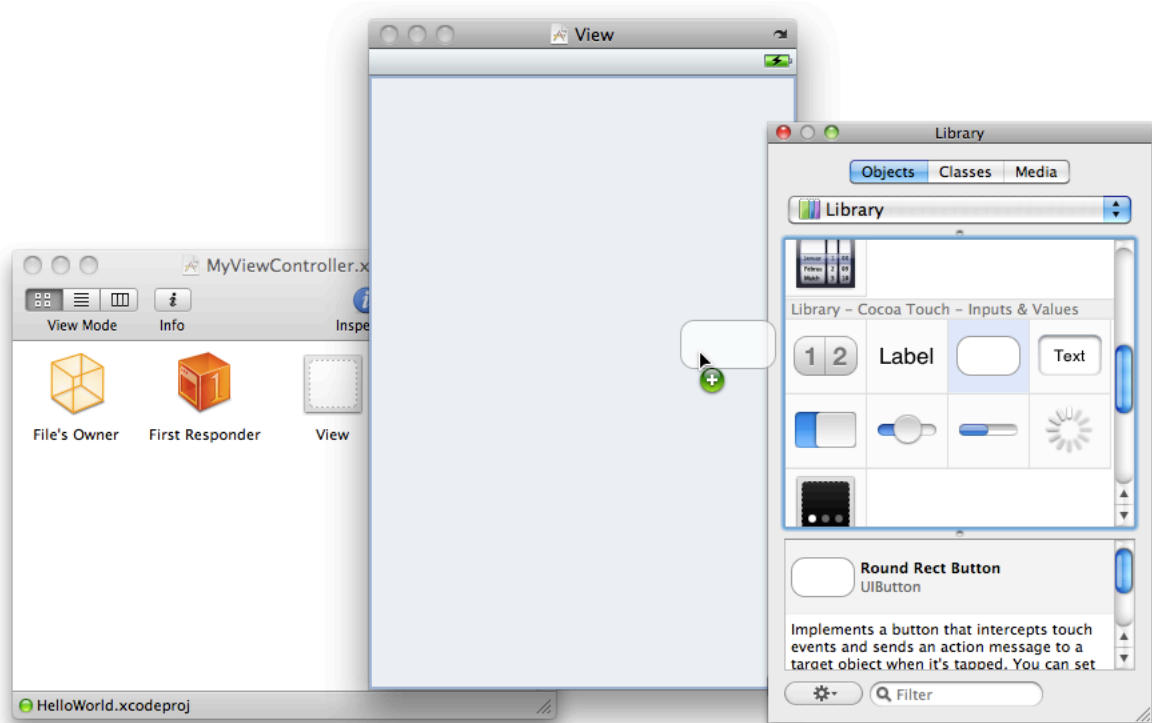 View
Library
Objects
Classes
Media
Library
Library – Cocoa Touch – Inputs & Values
1 2
Label
Text
Round Rect Button
UIButton
Implements a button that intercepts touch
events and sends an action message to a
target object when it's tapped. You can set
Filter
MyViewController.x
View Mode
Info
Inspe
File's Owner
First Responder
1
View
HelloWorld.xcodeproj